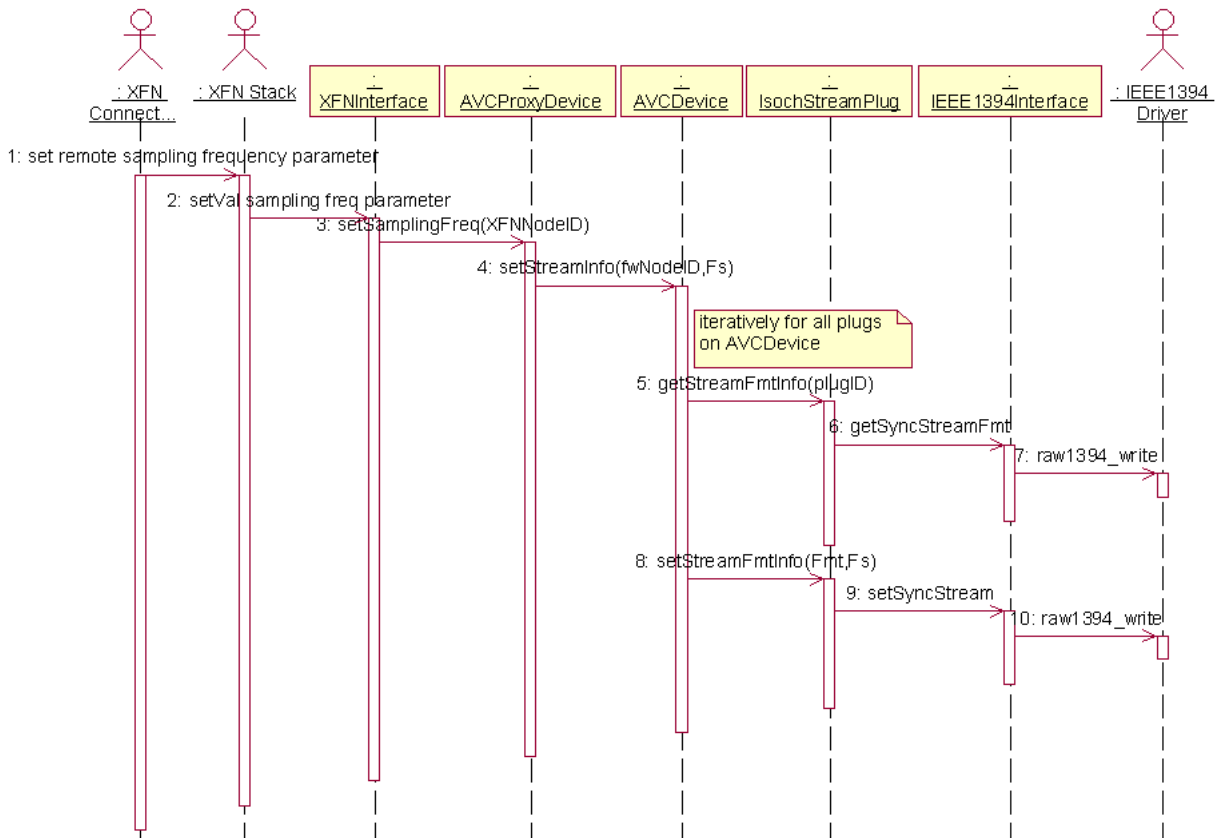 : XFN
Connect...
: XFN Stack
:
XFNInterface
:
AVCProxyDevice
:
AVCDevice
:
IsochStreamPlug
:
IEEE1394Interface
: IEEE1394
Driver
1: set remote sampling frequency parameter
2: setVal sampling freq parameter
3: setSamplingFreq(XFNNodeID)
4: setStreamInfo(fwNodeID,Fs)
iteratively for all plugs
on AVCDevice
5: getStreamFmtInfo(plugID)
6: getSyncStreamFmt
7: raw1394_write
8: setStreamFmtInfo(Fmt,Fs)
9: setSyncStream
10: raw1394_write